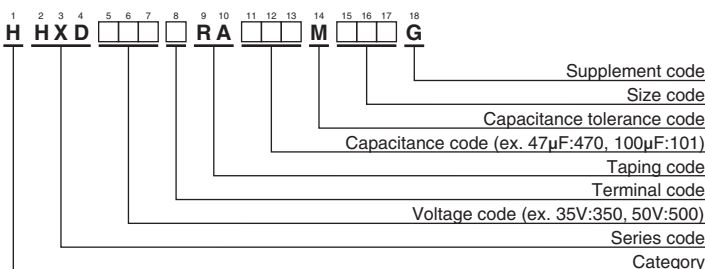 1 2 3 4 5 6 7 8 9 10 11 12 13 14 15 16 17 18
H HXD □□□ □ RA □□□ M □□□ G
Supplement code
Size code
Capacitance tolerance code
Capacitance code (ex. 47µF:470, 100µF:101)
Taping code
Terminal code
Voltage code (ex. 35V:350, 50V:500)
Series code
Category